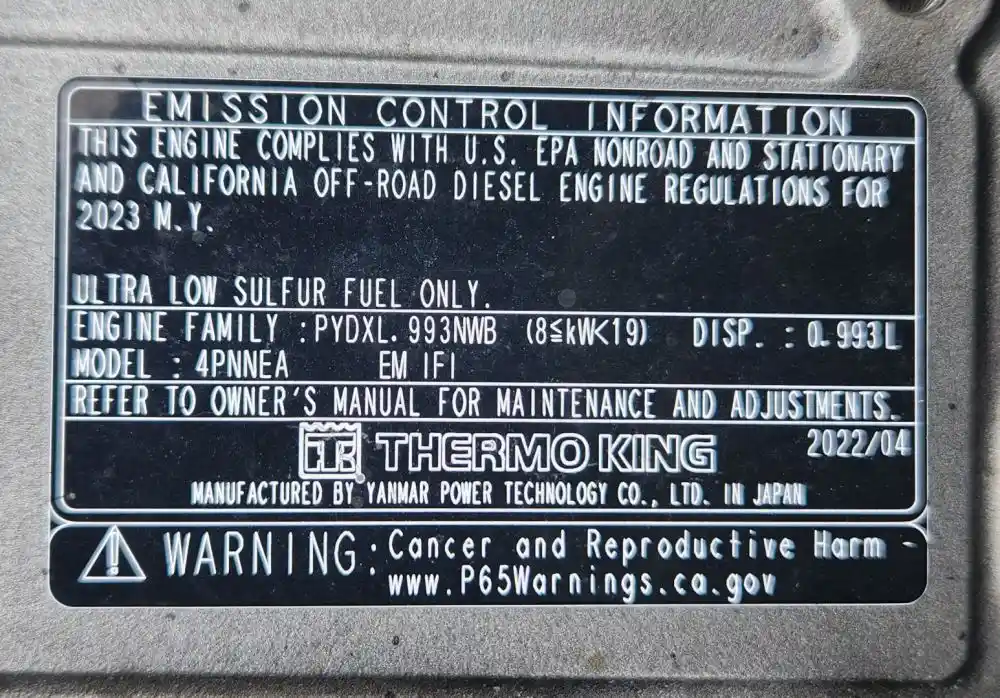 EMISSION CONTROL INFORMATION
THIS ENGINE COMPLIES WITH U.S. EPA NONROAD AND STATIONARY
AND CALIFORNIA OFF-ROAD DIESEL ENGINE REGULATIONS FOR
2023 M.Y.
ULTRA LOW SULFUR FUEL ONLY.
ENGINE FAMILY : PYDXL.993NWB (8≦kW<19) DISP. : 0.993L
MODEL : 4PNNEA EM IFI
REFER TO OWNER'S MANUAL FOR MAINTENANCE AND ADJUSTMENTS.
TK THERMO KING 2022/04
MANUFACTURED BY YANMAR POWER TECHNOLOGY CO., LTD. IN JAPAN
WARNING: Cancer and Reproductive Harm -
www.P65Warnings.ca.gov